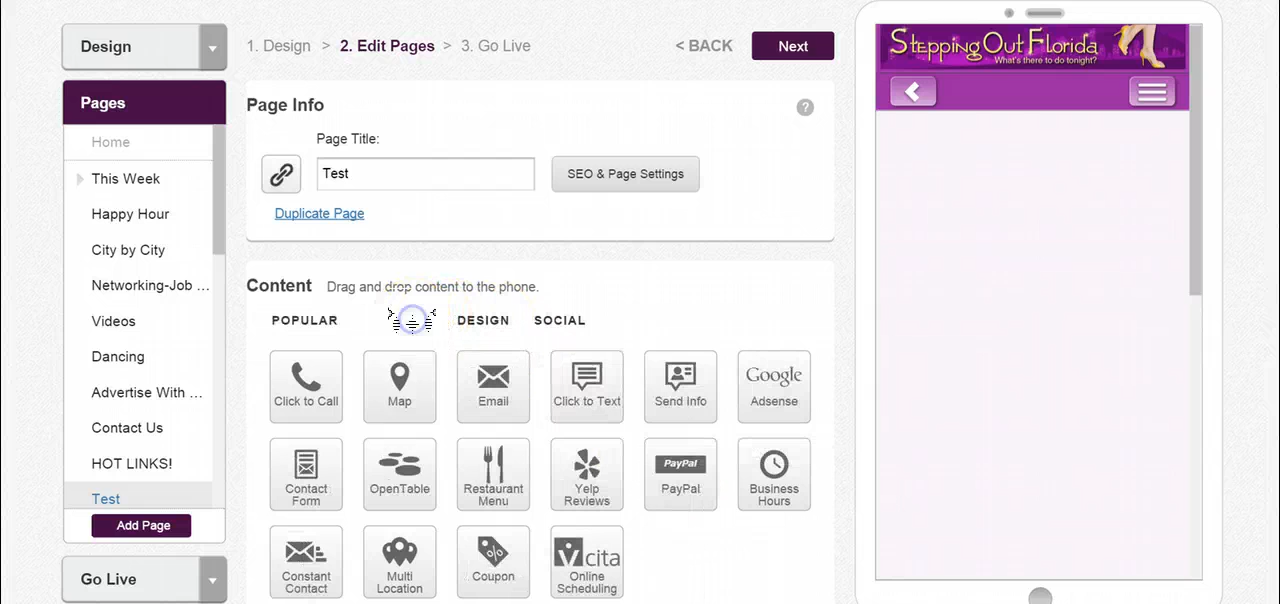 Design
1. Design > 2. Edit Pages > 3. Go Live
< BACK
Next
Pages
Home
This Week
Happy Hour
City by City
Networking-Job ...
Videos
Dancing
Advertise With ...
Contact Us
HOT LINKS!
Test
Add Page
Go Live
Page Info
?
Page Title:
Test
SEO & Page Settings
Duplicate Page
Content Drag and drop content to the phone.
POPULAR
DESIGN
SOCIAL
Click to Call
Map
Email
Click to Text
Send Info
Google
Adsense
Contact
Form
OpenTable
Restaurant
Menu
Yelp
Reviews
PayPal
PayPal
Business
Hours
Constant
Contact
Multi
Location
Coupon
Vcita
Online
Scheduling
Stepping Out Florida
What's there to do tonight?